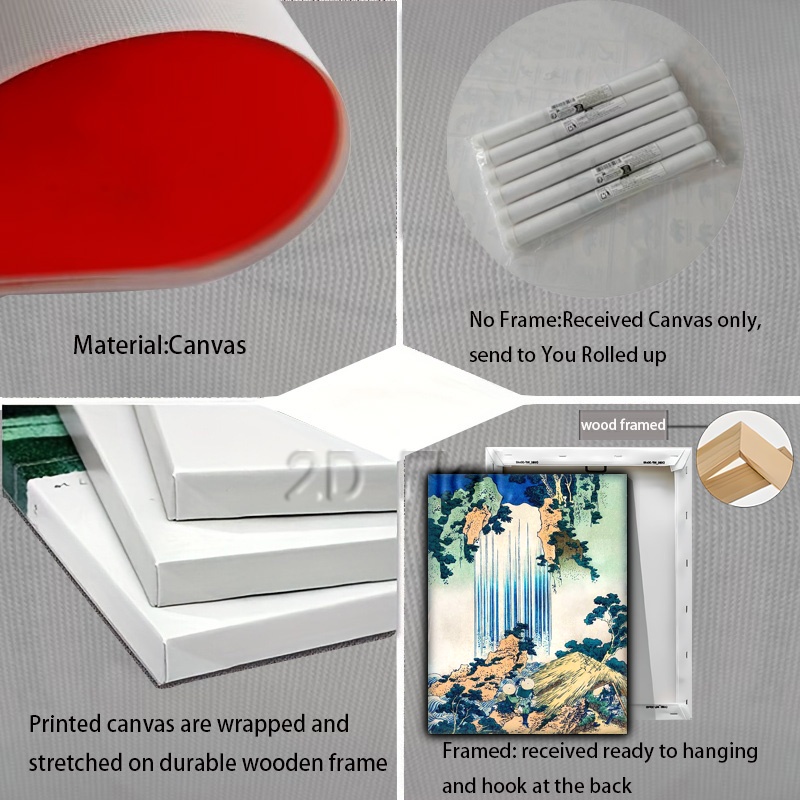 Material:Canvas
No Frame:Received Canvas only,
send to You Rolled up
wood framed
2D
Printed canvas are wrapped and
stretched on durable wooden frame
Framed: received ready to hanging
and hook at the back